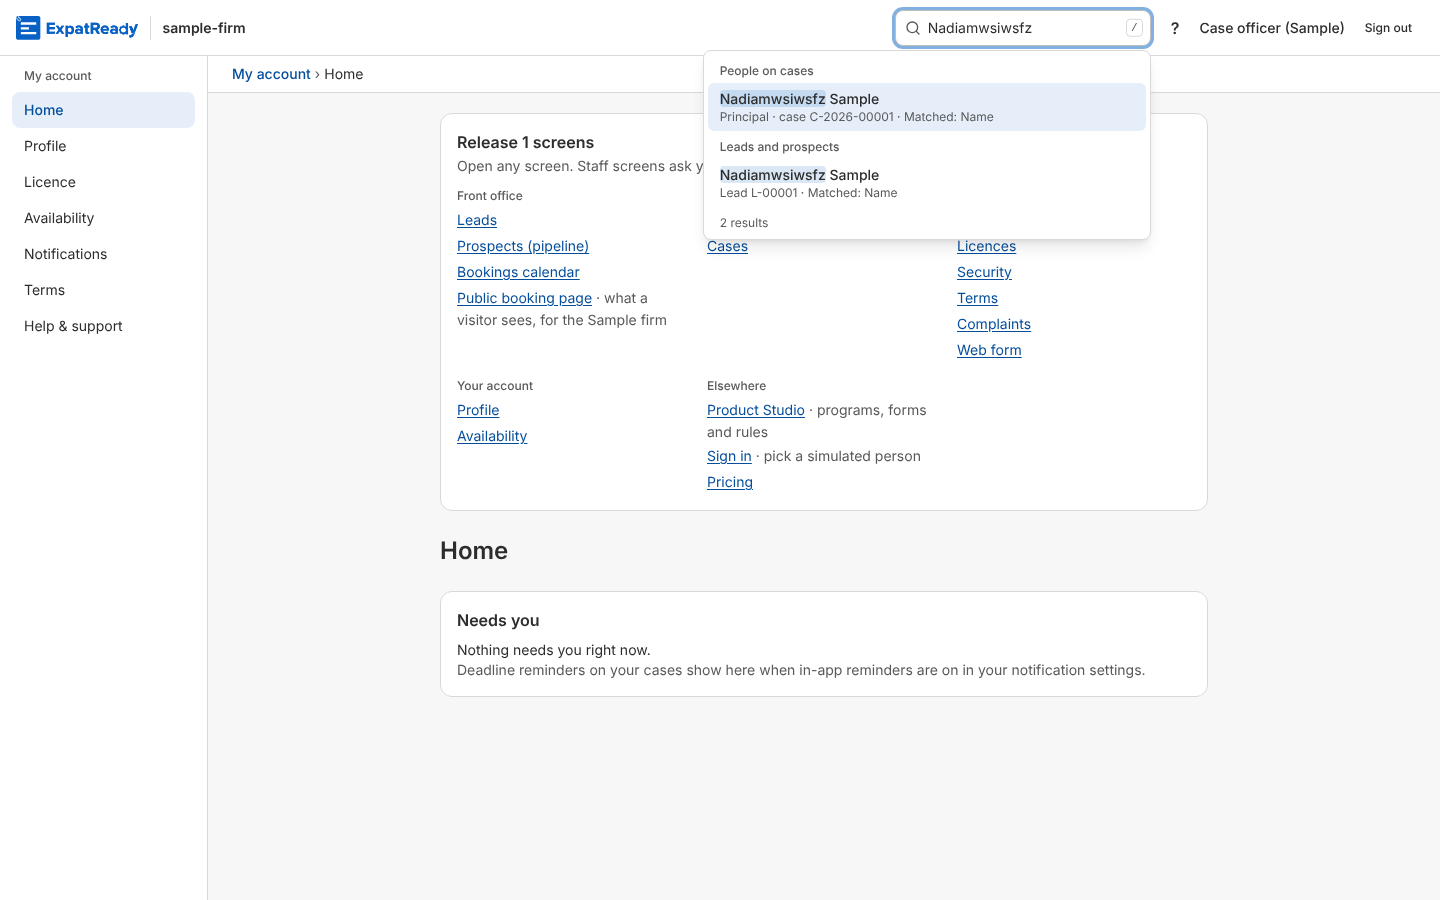 ExpatReady
sample-firm
Nadiamwsiwsfz
/
?
Case officer (Sample)
Sign out
My account
Home
Profile
Licence
Availability
Notifications
Terms
Help & support
My account › Home
People on cases
Nadiamwsiwsfz Sample
Principal · case C-2026-00001 · Matched: Name
Leads and prospects
Nadiamwsiwsfz Sample
Lead L-00001 · Matched: Name
2 results
Release 1 screens
Open any screen. Staff screens ask
Front office
Leads
Prospects (pipeline)
Bookings calendar
Public booking page · what a
visitor sees, for the Sample firm
Cases
Licences
Security
Terms
Complaints
Web form
Your account
Profile
Availability
Elsewhere
Product Studio · programs, forms
and rules
Sign in · pick a simulated person
Pricing
Home
Needs you
Nothing needs you right now.
Deadline reminders on your cases show here when in-app reminders are on in your notification settings.